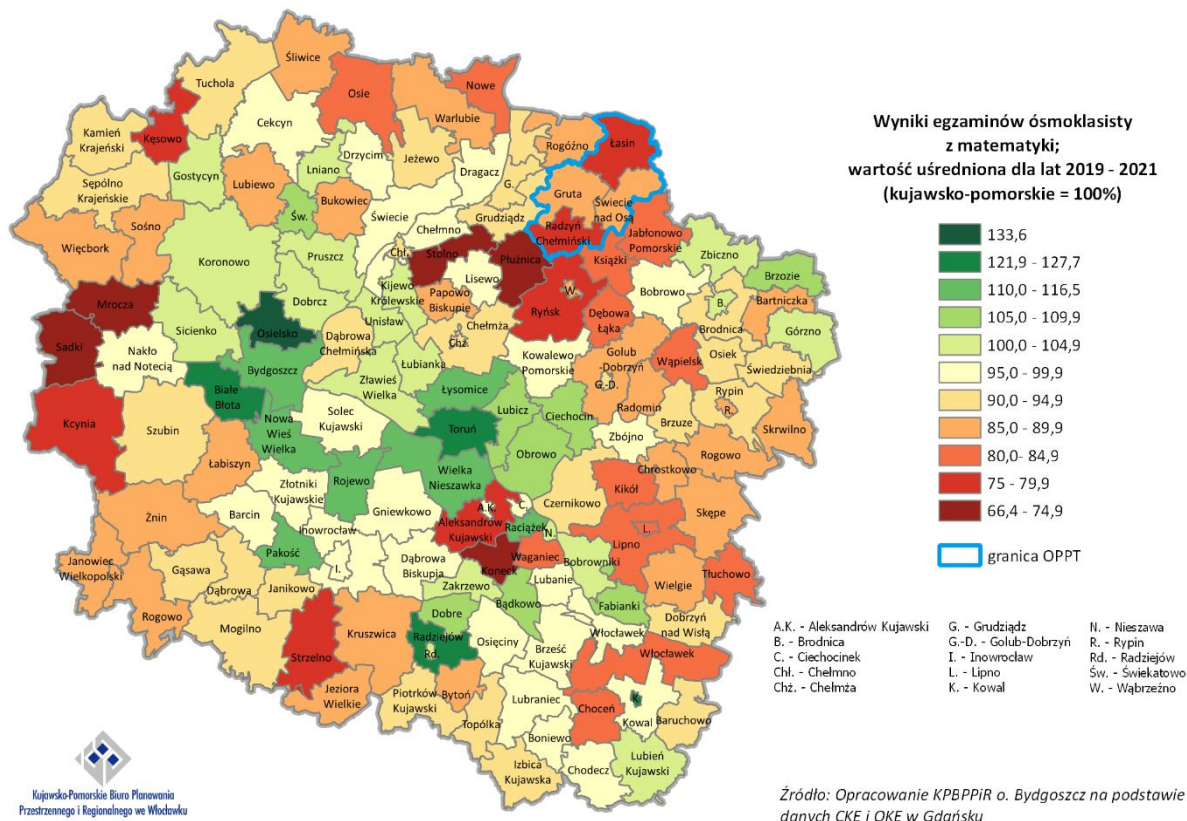 Wyniki egzaminów ósmoklasisty
z matematyki;
wartość uśredniona dla lat 2019 - 2021
(kujawsko-pomorskie = 100%)
133,6
121,9 - 127,7
110,0 - 116,5
105,0 - 109,9
100,0 - 104,9
95,0 - 99,9
90,0 - 94,9
85,0 - 89,9
80,0- 84,9
75 - 79,9
66,4 - 74,9
granica OPPT
A.K. - Aleksandrów Kujawski
B. - Brodnica
C. - Ciechocinek
Chł. - Chełmno
Chż. - Chełmża
G. - Grudziądz
G.-D. - Golub-Dobrzyń
I. - Inowrocław
L. - Lipno
K. - Kowal
N. - Nieszawa
R. - Rypin
Rd. - Radziejów
Św. - Świekatowo
W. - Wąbrzeźno
Śliwice
Tuchola
Osie
Nowe
Warlubie
Cekcyn
Kęsowo
Kamień
Krajeński
Rogóźno
Łasin
Drzycim
Jeżewo
Dragacz
Gostycyn
Lniano
Lubiewo
Sępólno
Krajeńskie
G.
Gruta
Św.
Bukowiec
Grudziądz
Świecie
nad Osą
Świecie
Sośno
Więcbork
Chełmno
Radzyń
Chełmiński
Jabłonowo
Pomorskie
Koronowo
Pruszcz
Chł.
Stolno
Płużnica
Książki
Zbiczno
Brzozie
Lisewo
Bobrowo
Kijewo
Królewskie
Papowo
Biskupie
W.
B.
Bartniczka
Mrocza
Dobrcz
Ryńsk
Unisław
Chełmża
Dębowa
Łąka
Brodnica
Górzno
Sicienko
Osielsko
Dąbrowa
Chełmińska
Chż.
Sadki
Nakło
nad Notecią
Kowalewo
Pomorskie
Golub
-Dobrzyń
Wąpielsk
Osiek
Świedziebnia
Łubianka
Bydgoszcz
Zławieś
Wielka
G.-D.
Białe
Błota
Łysomice
Rypin
Radomin
R.
Kcynia
Solec
Kujawski
Lubicz
Ciechocin
Brzuze
Skrwilno
Szubin
Nowa
Wieś
Wielka
Toruń
Zbójno
Rogowo
Łabiszyn
Obrowo
Wielka
Nieszawka
Chrostkowo
Rojewo
Kikół
Złotniki
Kujawskie
Czernikowo
Skępe
Żnin
Barcin
Gniewkowo
A.K.
C.
Inowrocław
Aleksandrów
Kujawski
Raciążek
N.
L.
Lipno
Pakość
Waganiec
Bobrowniki
Janowiec
Wielkopolski
Gąsawa
I.
Dąbrowa
Biskupia
Koneck
Tłuchowo
Lubanie
Wielgie
Dąbrowa
Janikowo
Zakrzewo
Bądkowo
Fabianki
Rogowo
Dobre
Dobrzyń
nad Wisłą
Mogilno
Kruszwica
Radziejów
Rd.
Osięciny
Włocławek
Strzelno
Brześć
Kujawski
Włocławek
Jeziora
Wielkie
Piotrków
Kujawski
Bytoń
Lubraniec
Choceń
K.
Kowal
Baruchowo
Topólka
Boniewo
Izbica
Kujawska
Chodecz
Lubień
Kujawski
Kujawsko-Pomorskie Biuro Planowania
Przestrzennego i Regionalnego we Włocławku
Źródło: Opracowanie KPBPPiR o. Bydgoszcz na podstawie
danych CKE i OKE w Gdańsku